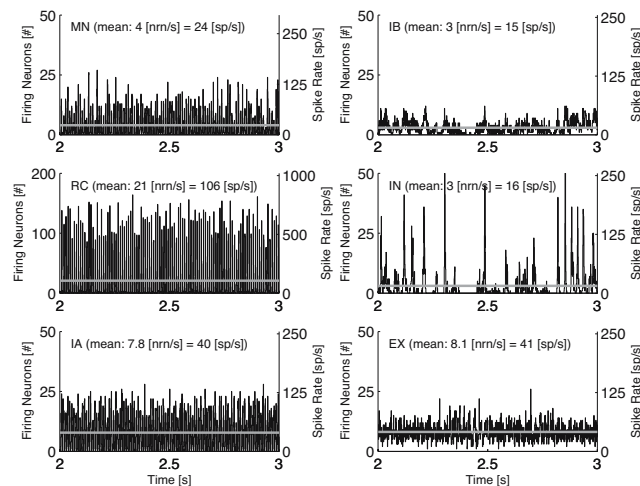 MN (mean: 4 [nrn/s] = 24 [sp/s])
Firing Neurons [#]
50
25
0
Spike Rate [sp/s]
250
125
0
2 2.5 3
IB (mean: 3 [nrn/s] = 15 [sp/s])
Firing Neurons [#]
50
25
0
Spike Rate [sp/s]
250
125
0
2 2.5 3
RC (mean: 21 [nrn/s] = 106 [sp/s])
Firing Neurons [#]
200
100
0
Spike Rate [sp/s]
1000
500
0
2 2.5 3
IN (mean: 3 [nrn/s] = 16 [sp/s])
Firing Neurons [#]
50
25
0
Spike Rate [sp/s]
250
125
0
2 2.5 3
IA (mean: 7.8 [nrn/s] = 40 [sp/s])
Firing Neurons [#]
50
25
0
Spike Rate [sp/s]
250
125
0
2 2.5 3
Time [s]
EX (mean: 8.1 [nrn/s] = 41 [sp/s])
Firing Neurons [#]
50
25
0
Spike Rate [sp/s]
250
125
0
2 2.5 3
Time [s]